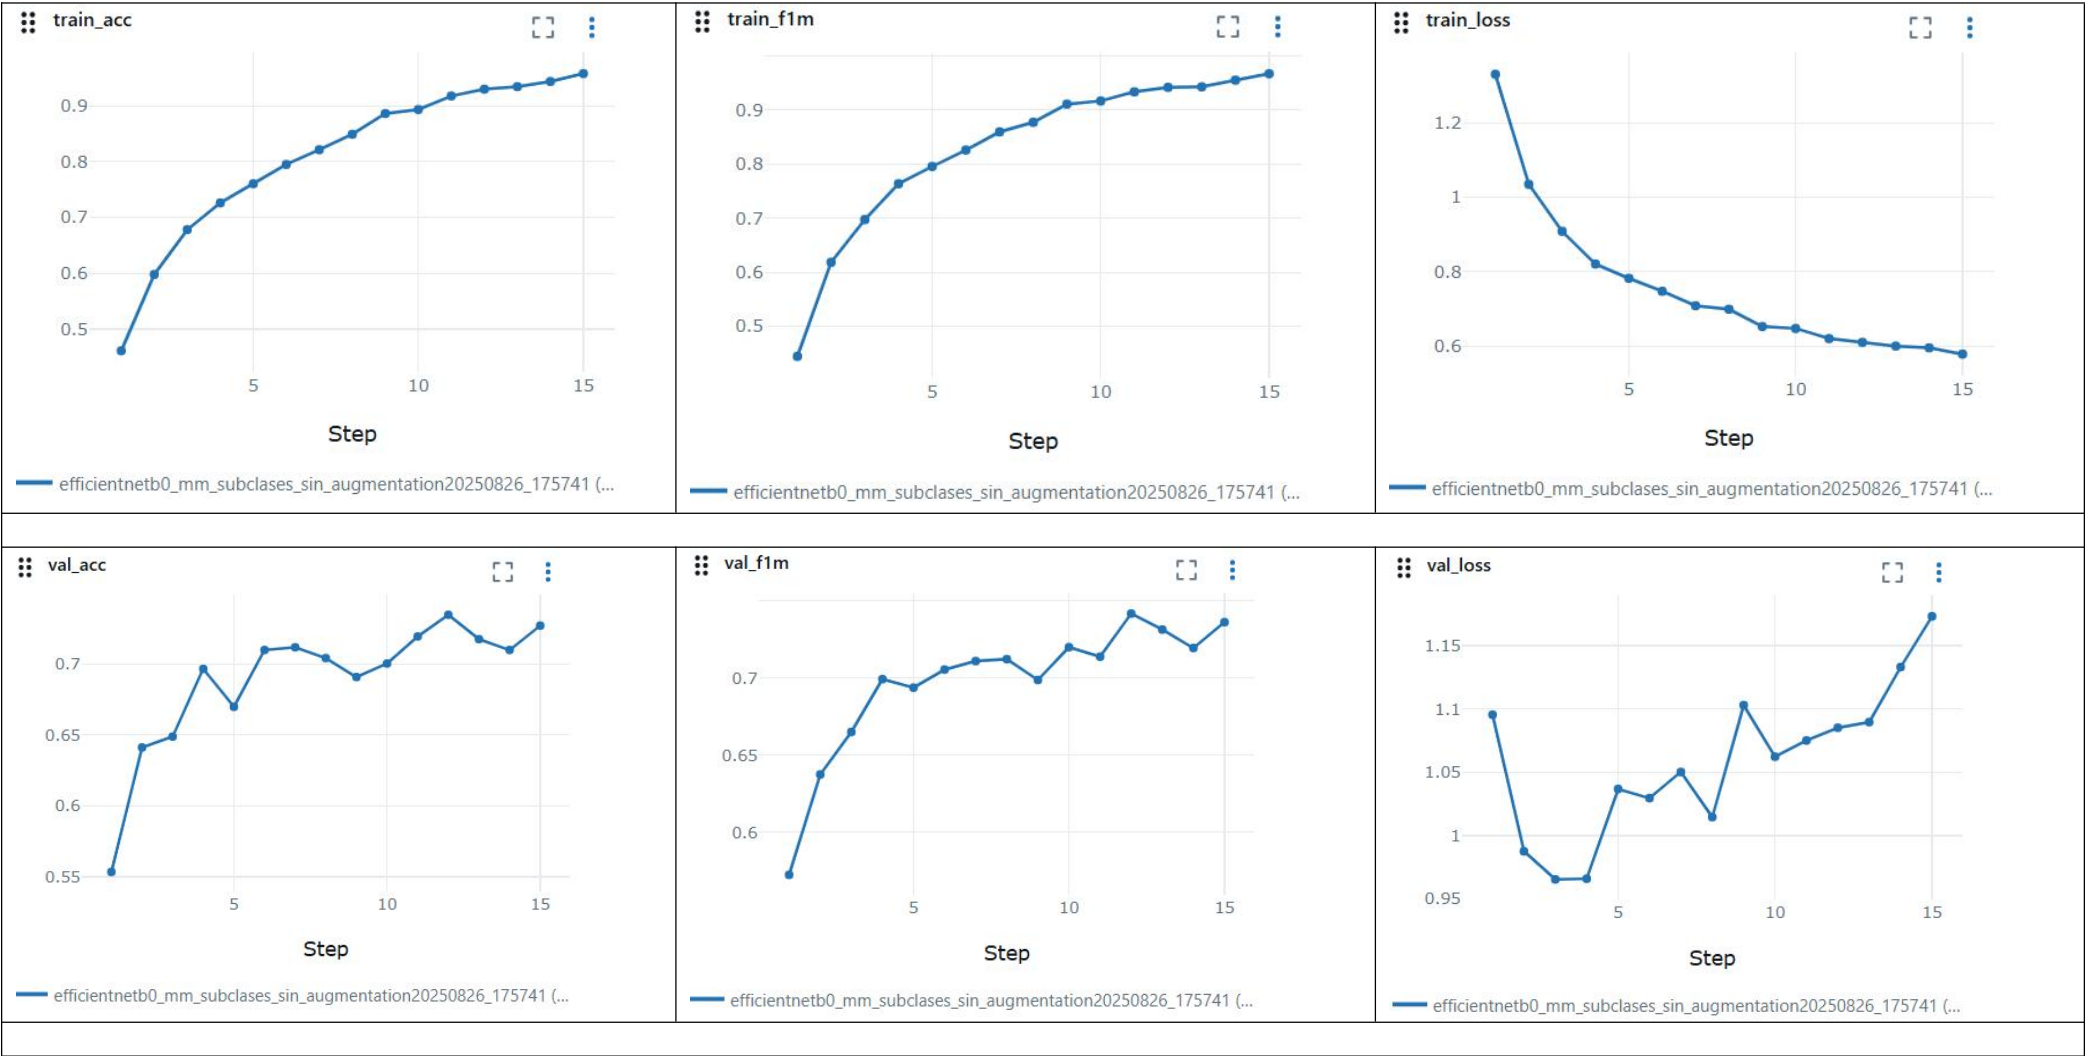 train_acc
0.9
0.8
0.7
0.6
0.5
5 10 15
Step
efficientnetb0_mm_subclases_sin_augmentation20250826_175741 (...
train_f1m
0.9
0.8
0.7
0.6
0.5
5 10 15
Step
efficientnetb0_mm_subclases_sin_augmentation20250826_175741 (...
train_loss
1.2
1
0.8
0.6
5 10 15
Step
efficientnetb0_mm_subclases_sin_augmentation20250826_175741 (...
val_acc
0.7
0.65
0.6
0.55
5 10 15
Step
efficientnetb0_mm_subclases_sin_augmentation20250826_175741 (...
val_f1m
0.7
0.65
0.6
5 10 15
Step
efficientnetb0_mm_subclases_sin_augmentation20250826_175741 (...
val_loss
1.15
1.1
1.05
1
0.95
5 10 15
Step
efficientnetb0_mm_subclases_sin_augmentation20250826_175741 (...